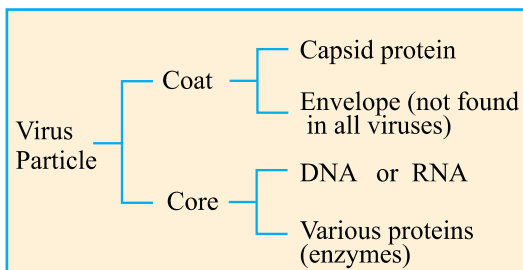 Capsid protein
Coat
Envelope (not found
in all viruses)
Virus
Particle
DNA or RNA
Core
Various proteins
(enzymes)